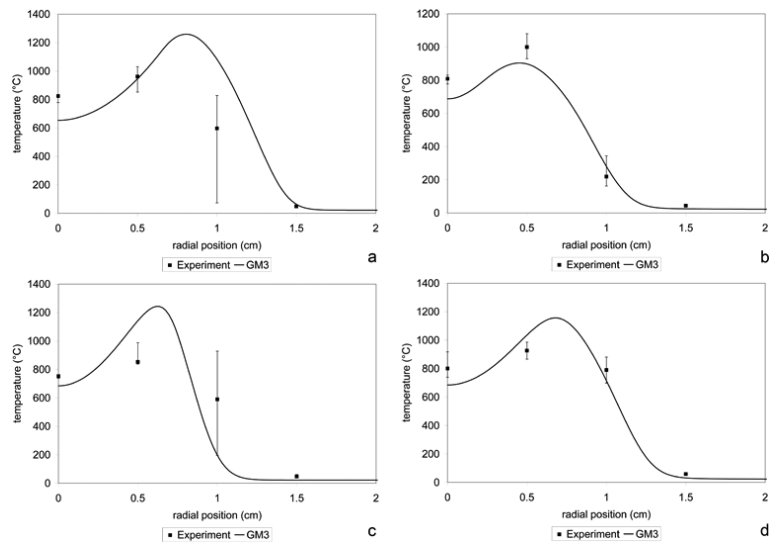 1400
1200
1000
800
600
400
200
0
temperature (°C)
0 0.5 1 1.5 2
radial position (cm)
Experiment GM3
a
1200
1000
800
600
400
200
0
temperature (°C)
0 0.5 1 1.5 2
radial position (cm)
Experiment GM3
b
1400
1200
1000
800
600
400
200
0
temperature (°C)
0 0.5 1 1.5 2
radial position (cm)
Experiment GM3
c
1400
1200
1000
800
600
400
200
0
temperature (°C)
0 0.5 1 1.5 2
radial position (cm)
Experiment GM3
d